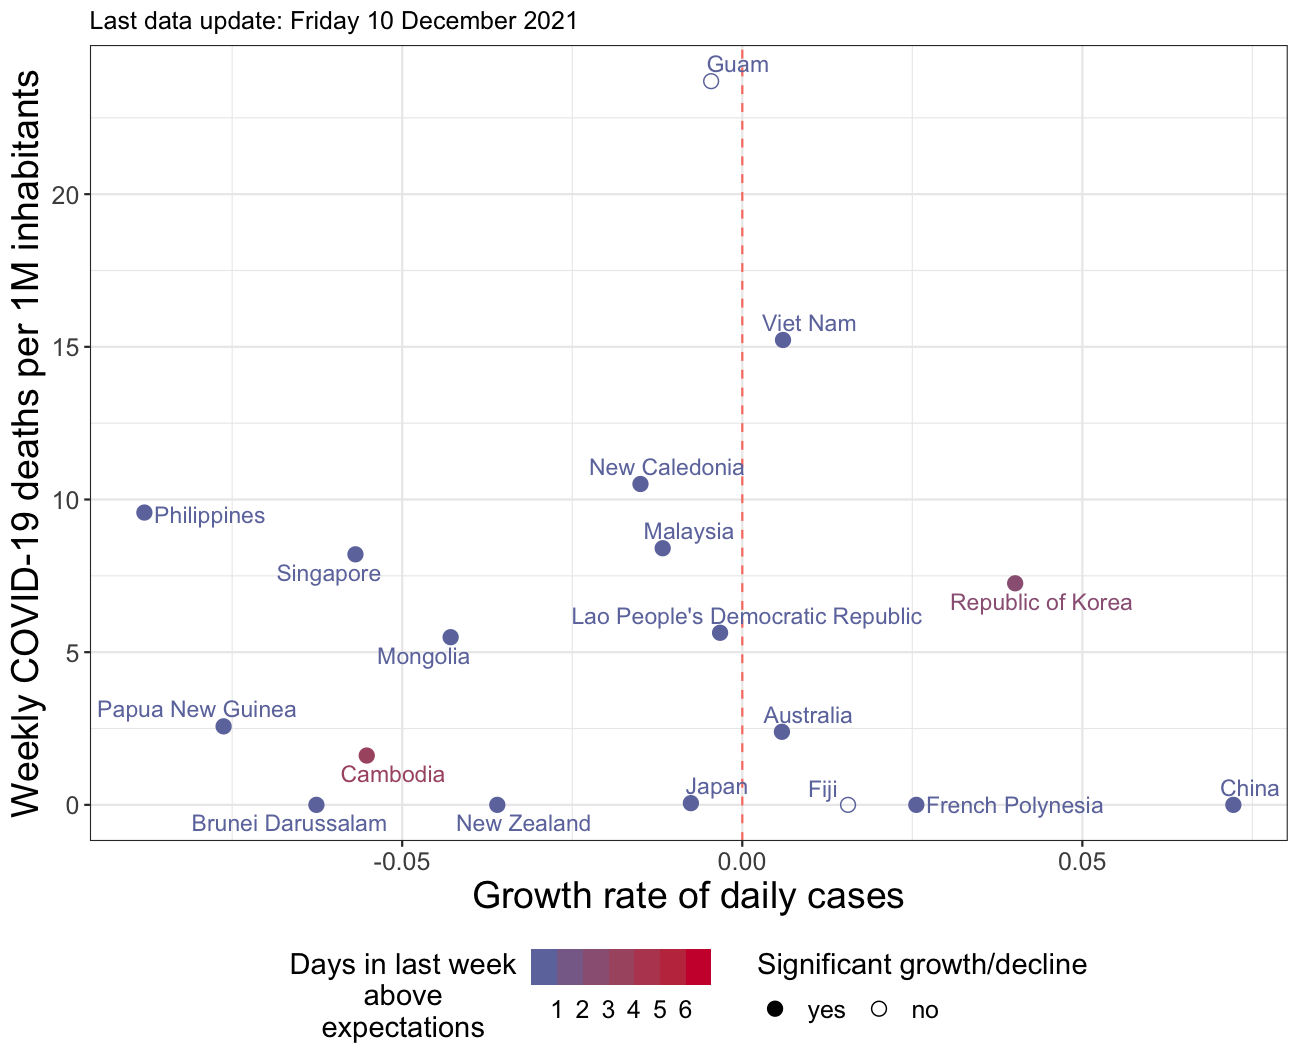 Last data update: Friday 10 December 2021
Weekly COVID-19 deaths per 1M inhabitants
Guam
20
Viet Nam
15
New Caledonia
10
Philippines
Malaysia
Singapore
Republic of Korea
Lao People's Democratic Republic
5
Mongolia
Papua New Guinea
Australia
Cambodia
Japan
Fiji
China
0
French Polynesia
Brunei Darussalam
New Zealand
-0.05 0.00 0.05
Growth rate of daily cases
Days in last week
above
expectations
1 2 3 4 5 6
Significant growth/decline
yes no